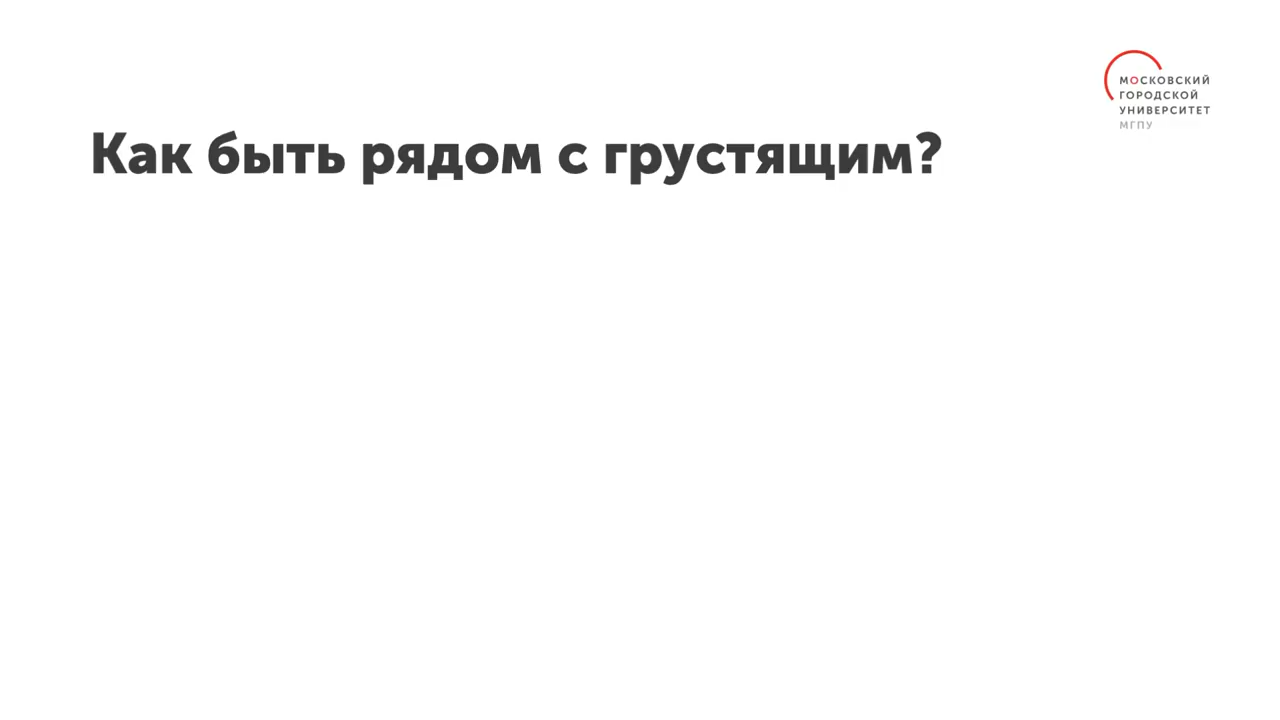 Как быть рядом с грустящим?
МОСКОВСКИЙ
ГОРОДСКОЙ
УНИВЕРСИТЕТ
МГПУ